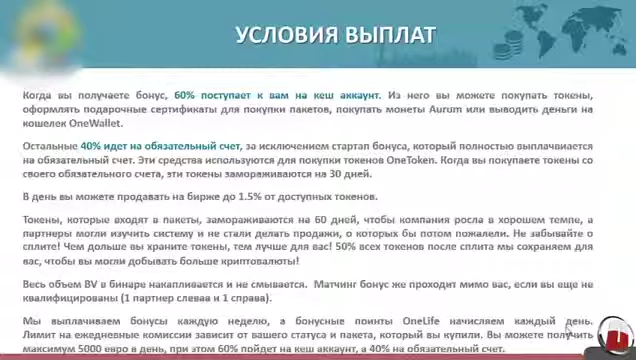 УСЛОВИЯ ВЫПЛАТ
Когда вы получаете бонус, 60% поступает к вам на кеш аккаунт. Из него вы можете покупать токены,
оформлять подарочные сертификаты для покупки пакетов, покупать монеты Aurum или выводить деньги на
кошелек OneWallet.
Остальные 40% идет на обязательный счет, за исключением стартап бонуса, который полностью выплачивается
на обязательный счет. Эти средства используются для покупки токенов OneToken. Когда вы покупаете токены со
своего обязательного счета, эти токены замораживаются на 30 дней.
В день вы можете продавать на бирже до 1.5% от доступных токенов.
Токены, которые входят в пакеты, замораживаются на 60 дней, чтобы компания росла в хорошем темпе, а
партнеры могли изучить систему и не стали делать продажи, о которых бы потом пожалели. Не забывайте о
сплите! Чем дольше вы храните токены, тем лучше для вас! 50% всех токенов после сплита мы сохраняем для
вас, чтобы вы могли добывать больше криптовалюты!
Весь объем BV в бинаре накапливается и не смывается. Матчинг бонус же проходит мимо вас, если вы еще не
квалифицированы (1 партнер слева и 1 справа).
Мы выплачиваем бонусы каждую неделю, а бонусные поинты OneLife начисляем каждый день.
Лимит на ежедневные комиссии зависит от вашего статуса и пакета, который вы купили. Вы можете получить
максимум 5000 евро в день, при этом 60% пойдет на кеш аккаунт, а 40% на обязательный счет.